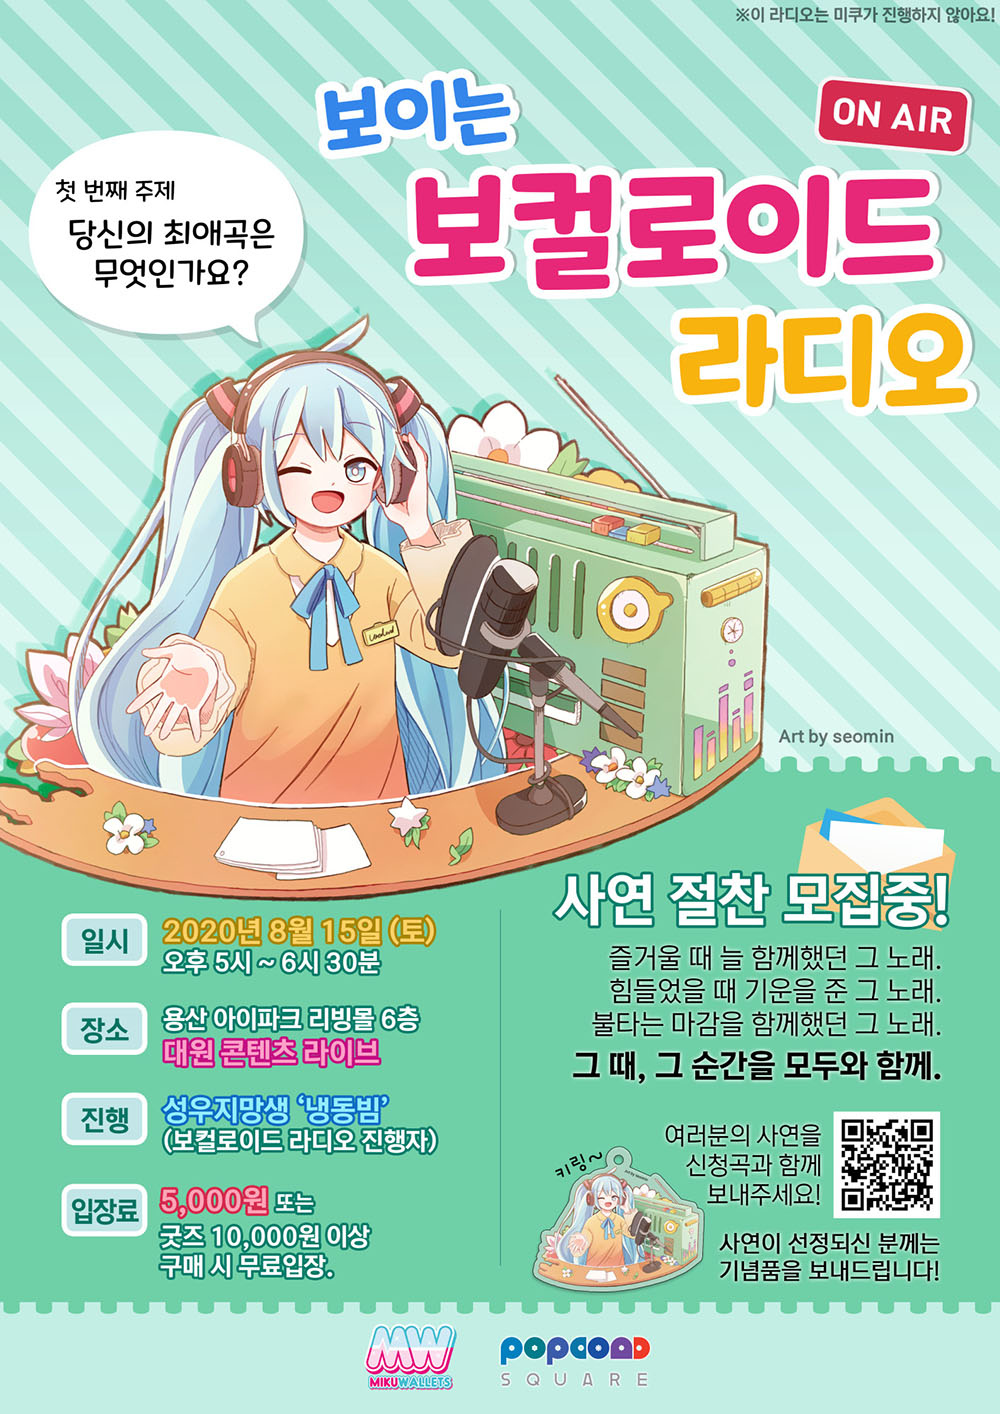 ※이 라디오는 미쿠가 진행하지 않아요!
보이는
ON AIR
보컬로이드
라디오
첫 번째 주제
당신의 최애곡은
무엇인가요?
Art by seomin
사연 절찬 모집중!
즐거울 때 늘 함께했던 그 노래.
힘들었을 때 기운을 준 그 노래.
불타는 마감을 함께했던 그 노래.
그 때, 그 순간을 모두와 함께.
일시
2020년 8월 15일 (토)
오후 5시 ~ 6시 30분
장소
용산 아이파크 리빙몰 6층
대원 콘텐츠 라이브
진행
성우지망생 ‘냉동빔’
(보컬로이드 라디오 진행자)
입장료
5,000원 또는
굿즈 10,000원 이상
구매 시 무료입장.
키링~
여러분의 사연을
신청곡과 함께
보내주세요!
사연이 선정되신 분께는
기념품을 보내드립니다!
MW
MIKUWALLETS
POPCOND
SQUARE